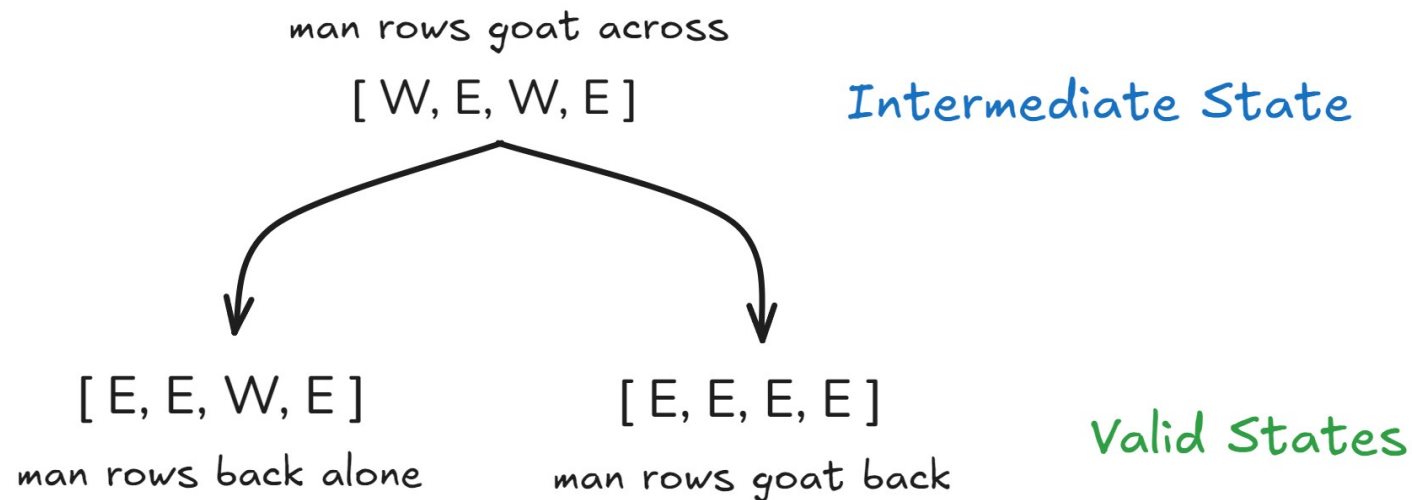 man rows goat across
[ W, E, W, E ]
Intermediate State
[ E, E, W, E ]
[ E, E, E, E ]
Valid States
man rows back alone
man rows goat back